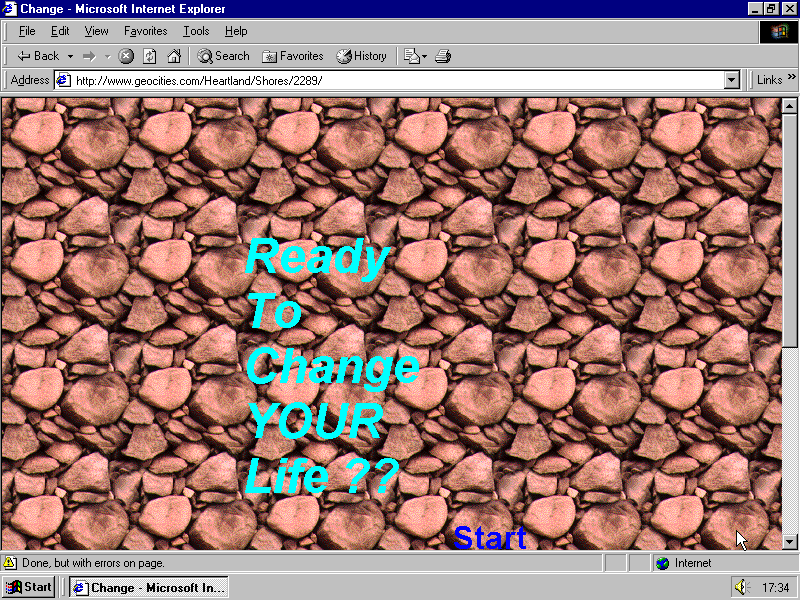 Change - Microsoft Internet Explorer
File Edit View Favorites Tools Help
Back Search Favorites History
Address http://www.geocities.com/Heartland/Shores/2289/ Links »
Ready
To
Change
YOUR
Life ??
Start
Done, but with errors on page. Internet
Start Change - Microsoft In... 17:34